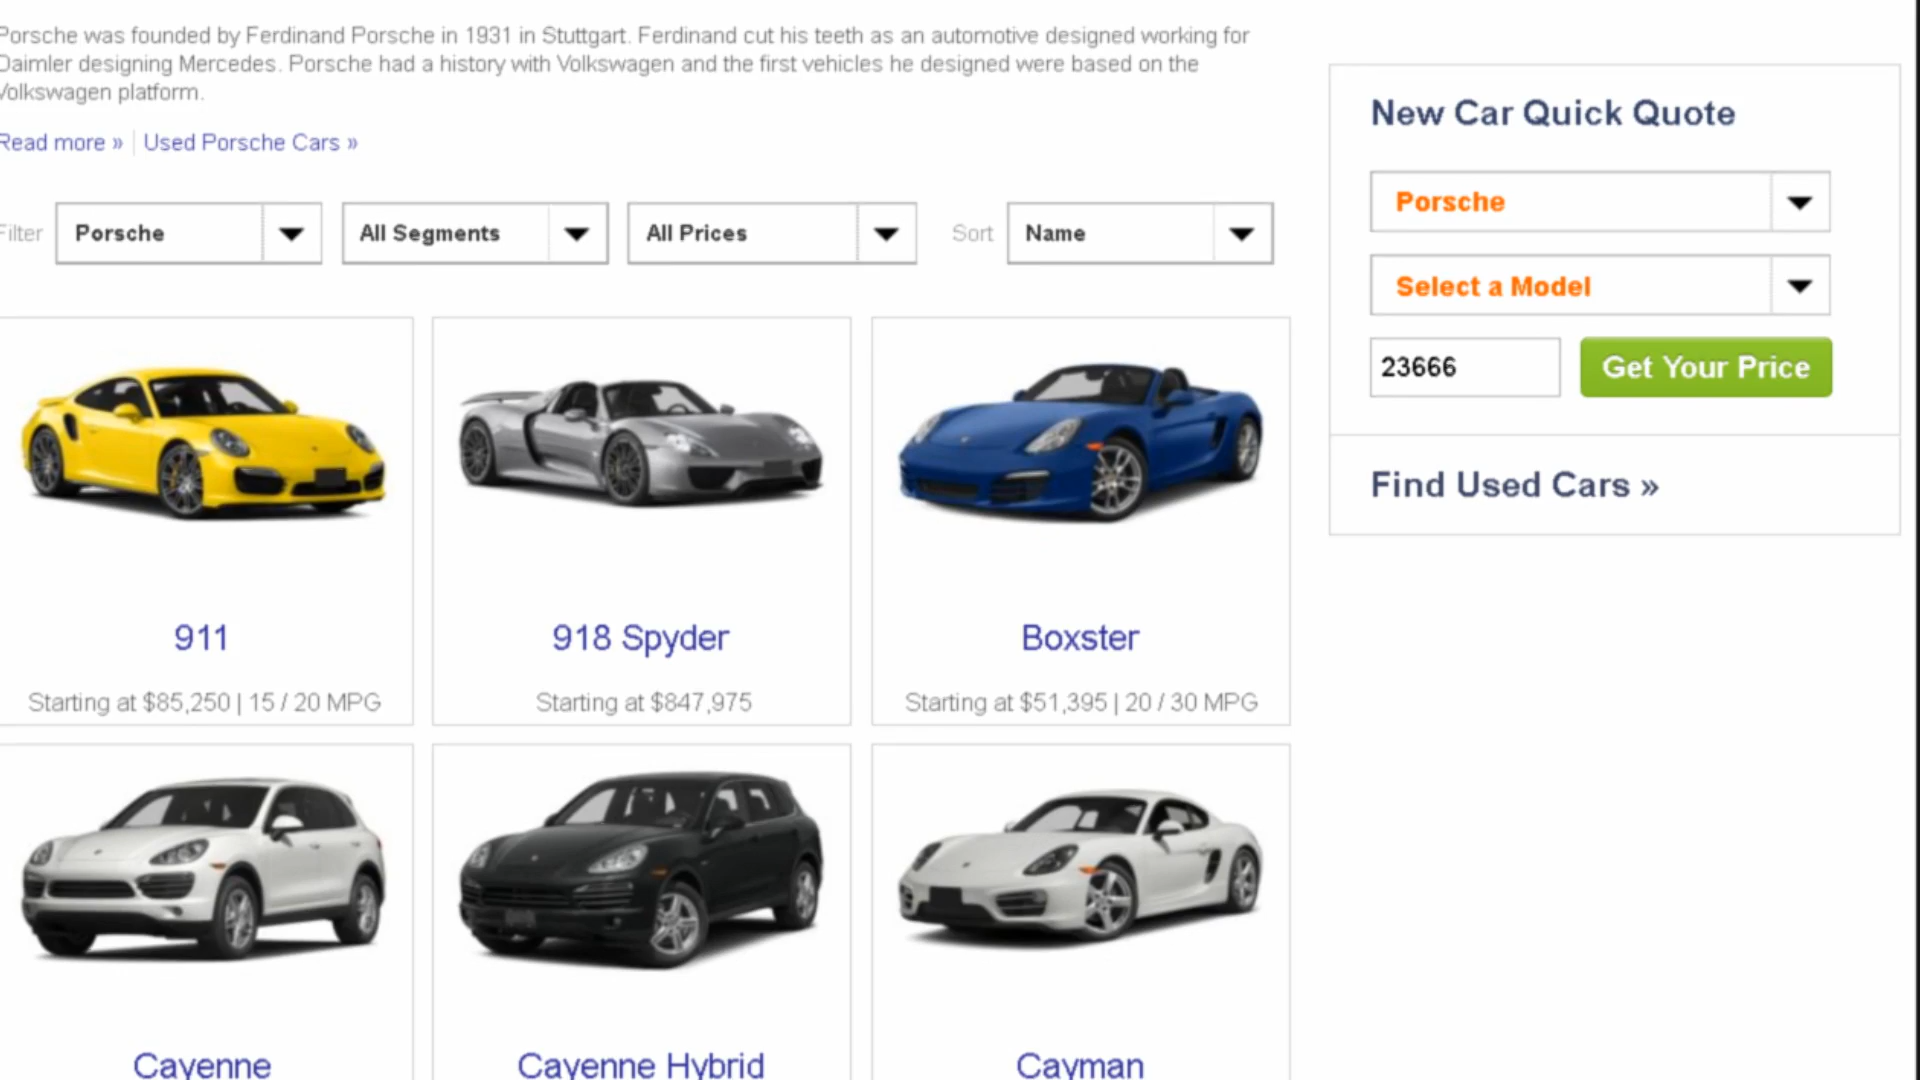 Porsche was founded by Ferdinand Porsche in 1931 in Stuttgart. Ferdinand cut his teeth as an automotive designed working for
Daimler designing Mercedes. Porsche had a history with Volkswagen and the first vehicles he designed were based on the
Volkswagen platform.
Read more » Used Porsche Cars »
Filter Porsche All Segments All Prices Sort Name
911 918 Spyder Boxster
Starting at $85,250 | 15 / 20 MPG Starting at $847,975 Starting at $51,395 | 20 / 30 MPG
Cayenne Cayenne Hybrid Cayman
New Car Quick Quote
Porsche
Select a Model
23666 Get Your Price
Find Used Cars »